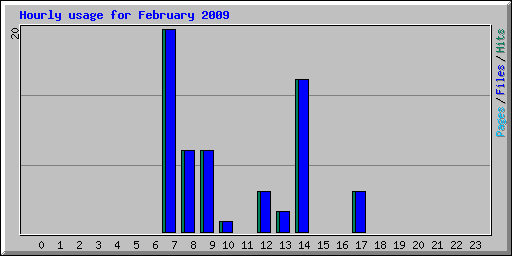 Hourly usage for February 2009
20
Pages/Files/Hits
0 1 2 3 4 5 6 7 8 9 10 11 12 13 14 15 16 17 18 19 20 21 22 23